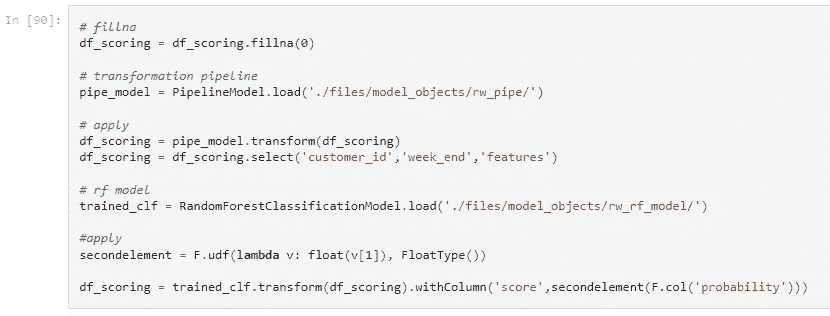 In [90]:
# fillna
df_scoring = df_scoring.fillna(0)
# transformation pipeline
pipe_model = PipelineModel.load('./files/model_objects/rw_pipe/')
# apply
df_scoring = pipe_model.transform(df_scoring)
df_scoring = df_scoring.select('customer_id','week_end','features')
# rf model
trained_clf = RandomForestClassificationModel.load('./files/model_objects/rw_rf_model/')
#apply
secondelement = F.udf(lambda v: float(v[1]), FloatType())
df_scoring = trained_clf.transform(df_scoring).withColumn('score',secondelement(F.col('probability')))